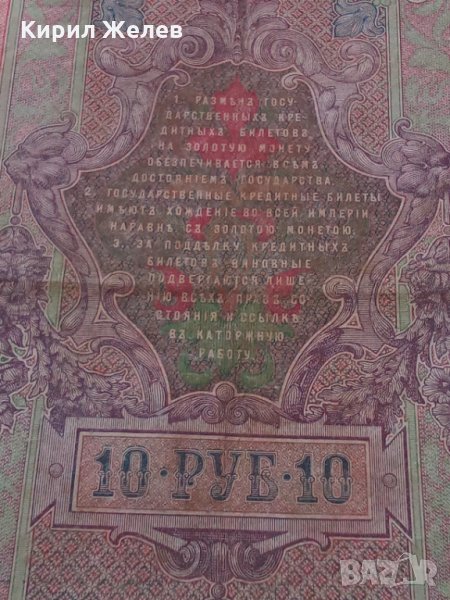 Кирил Желев
1. РАЗМѢНЪ ГОСУ-
ДАРСТВЕННЫХЪ КРЕ-
ДИТНЫХЪ БИЛЕТОВЪ
НА ЗОЛОТУЮ МОНЕТУ
ОБЕЗПЕЧИВАЕТСЯ ВСѢМЪ
ДОСТОЯНІЕМЪ ГОСУДАРСТВА.
2. ГОСУДАРСТВЕННЫЕ КРЕДИТНЫЕ БИЛЕТЫ
ИМѢЮТЪ ХОЖДЕНІЕ ВО ВСЕЙ ИМПЕРІИ
НАРАВНѢ СЪ ЗОЛОТОЮ МОНЕТОЮ.
3. ЗА ПОДДѢЛКУ КРЕДИТНЫХЪ
БИЛЕТОВЪ ВИНОВНЫЕ
ПОДВЕРГАЮТСЯ ЛИШЕ-
НІЮ ВСѢХЪ ПРАВЪ СО-
СТОЯНІЯ И ССЫЛКѢ
ВЪ КАТОРЖНУЮ
РАБОТУ.
10·РУБ·10
BAZAR